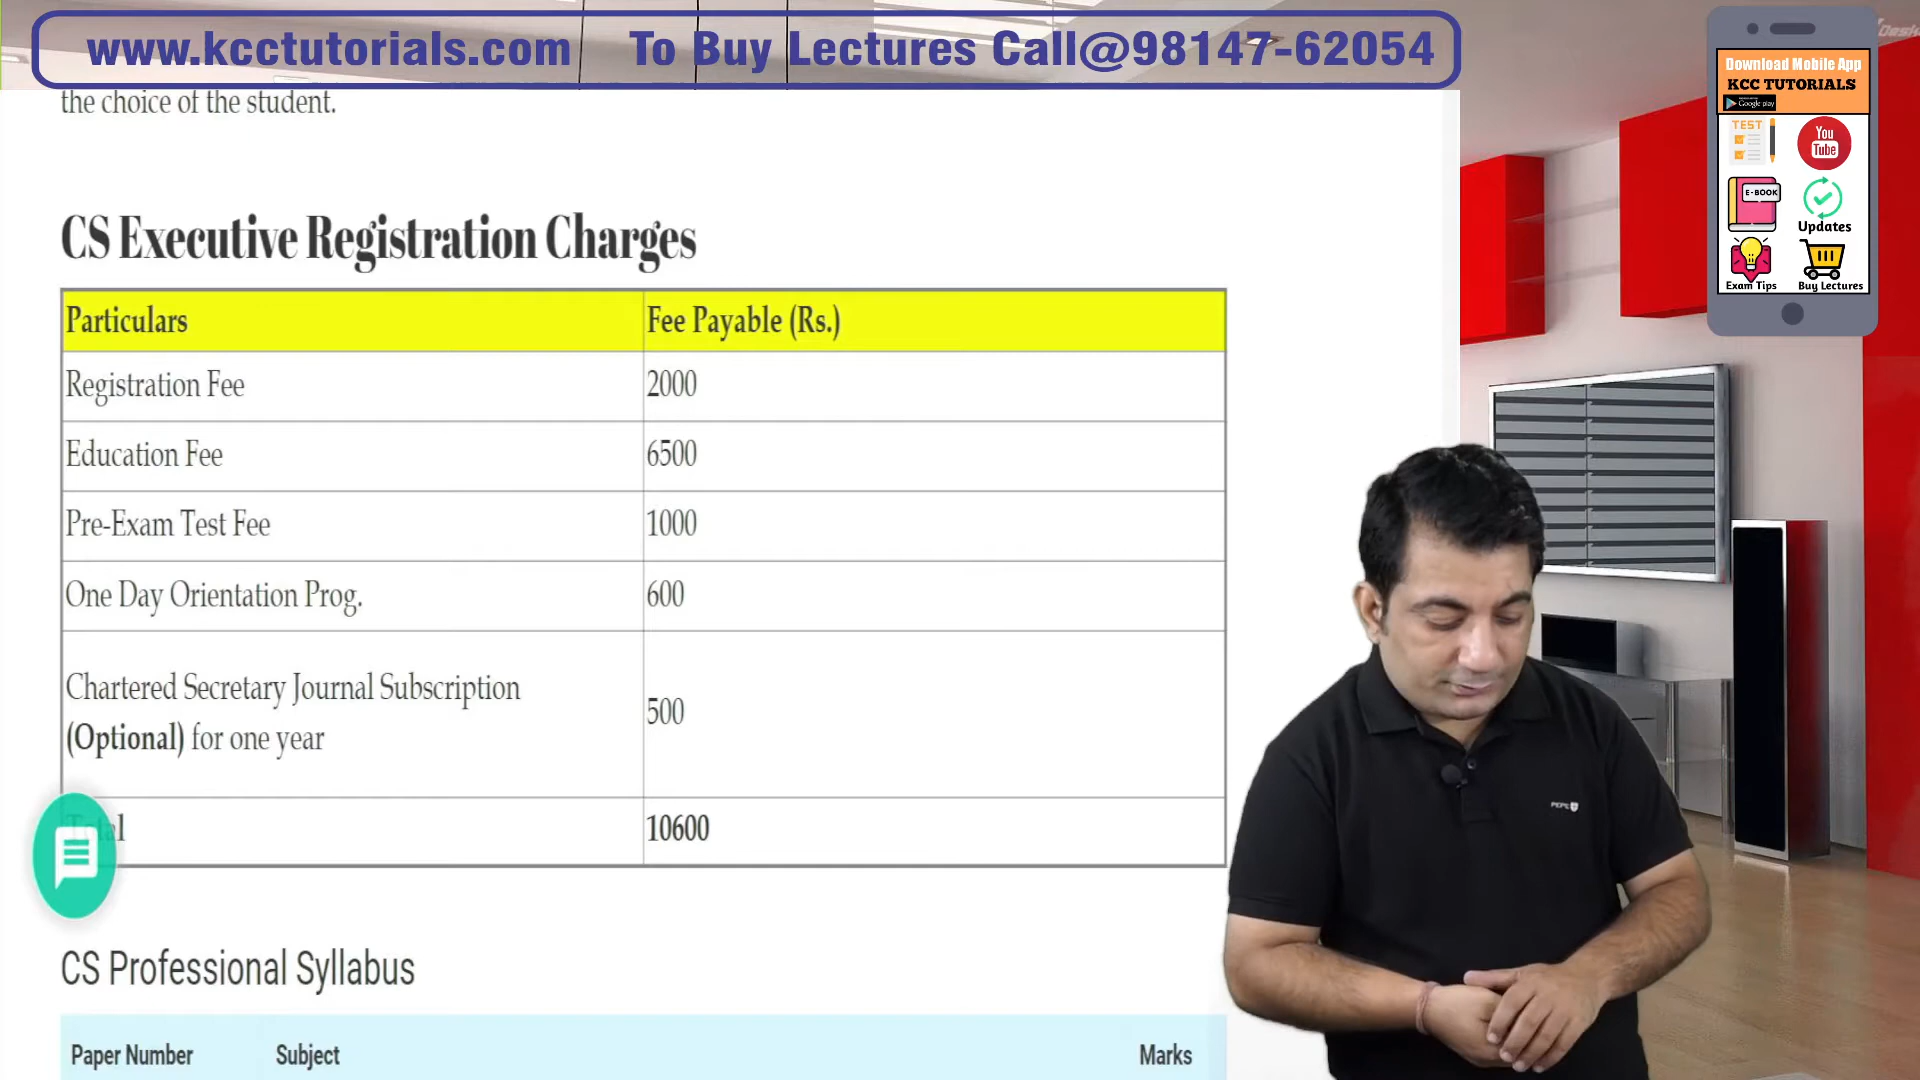 www.kcctutorials.com To Buy Lectures Call@98147-62054
Download Mobile App
KCC TUTORIALS
Google play
TEST
You
Tube
E-BOOK
Updates
Exam Tips
Buy Lectures
the choice of the student.
CS Executive Registration Charges
Particulars Fee Payable (Rs.)
Registration Fee 2000
Education Fee 6500
Pre-Exam Test Fee 1000
One Day Orientation Prog. 600
Chartered Secretary Journal Subscription
(Optional) for one year 500
Total 10600
CS Professional Syllabus
Paper Number Subject Marks